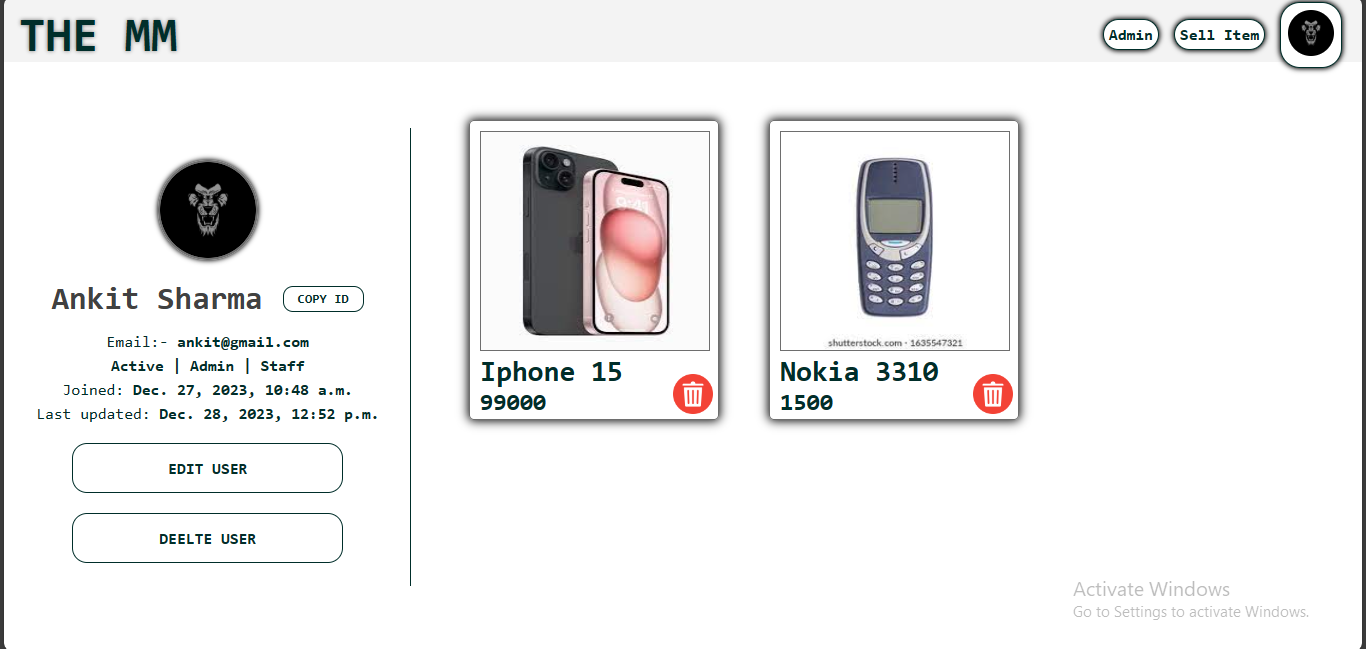 THE MM
Admin
Sell Item
Ankit Sharma
COPY ID
Email:- ankit@gmail.com
Active | Admin | Staff
Joined: Dec. 27, 2023, 10:48 a.m.
Last updated: Dec. 28, 2023, 12:52 p.m.
EDIT USER
DEELTE USER
9:41
Iphone 15
99000
shutterstock.com · 1635547321
Nokia 3310
1500
Activate Windows
Go to Settings to activate Windows.